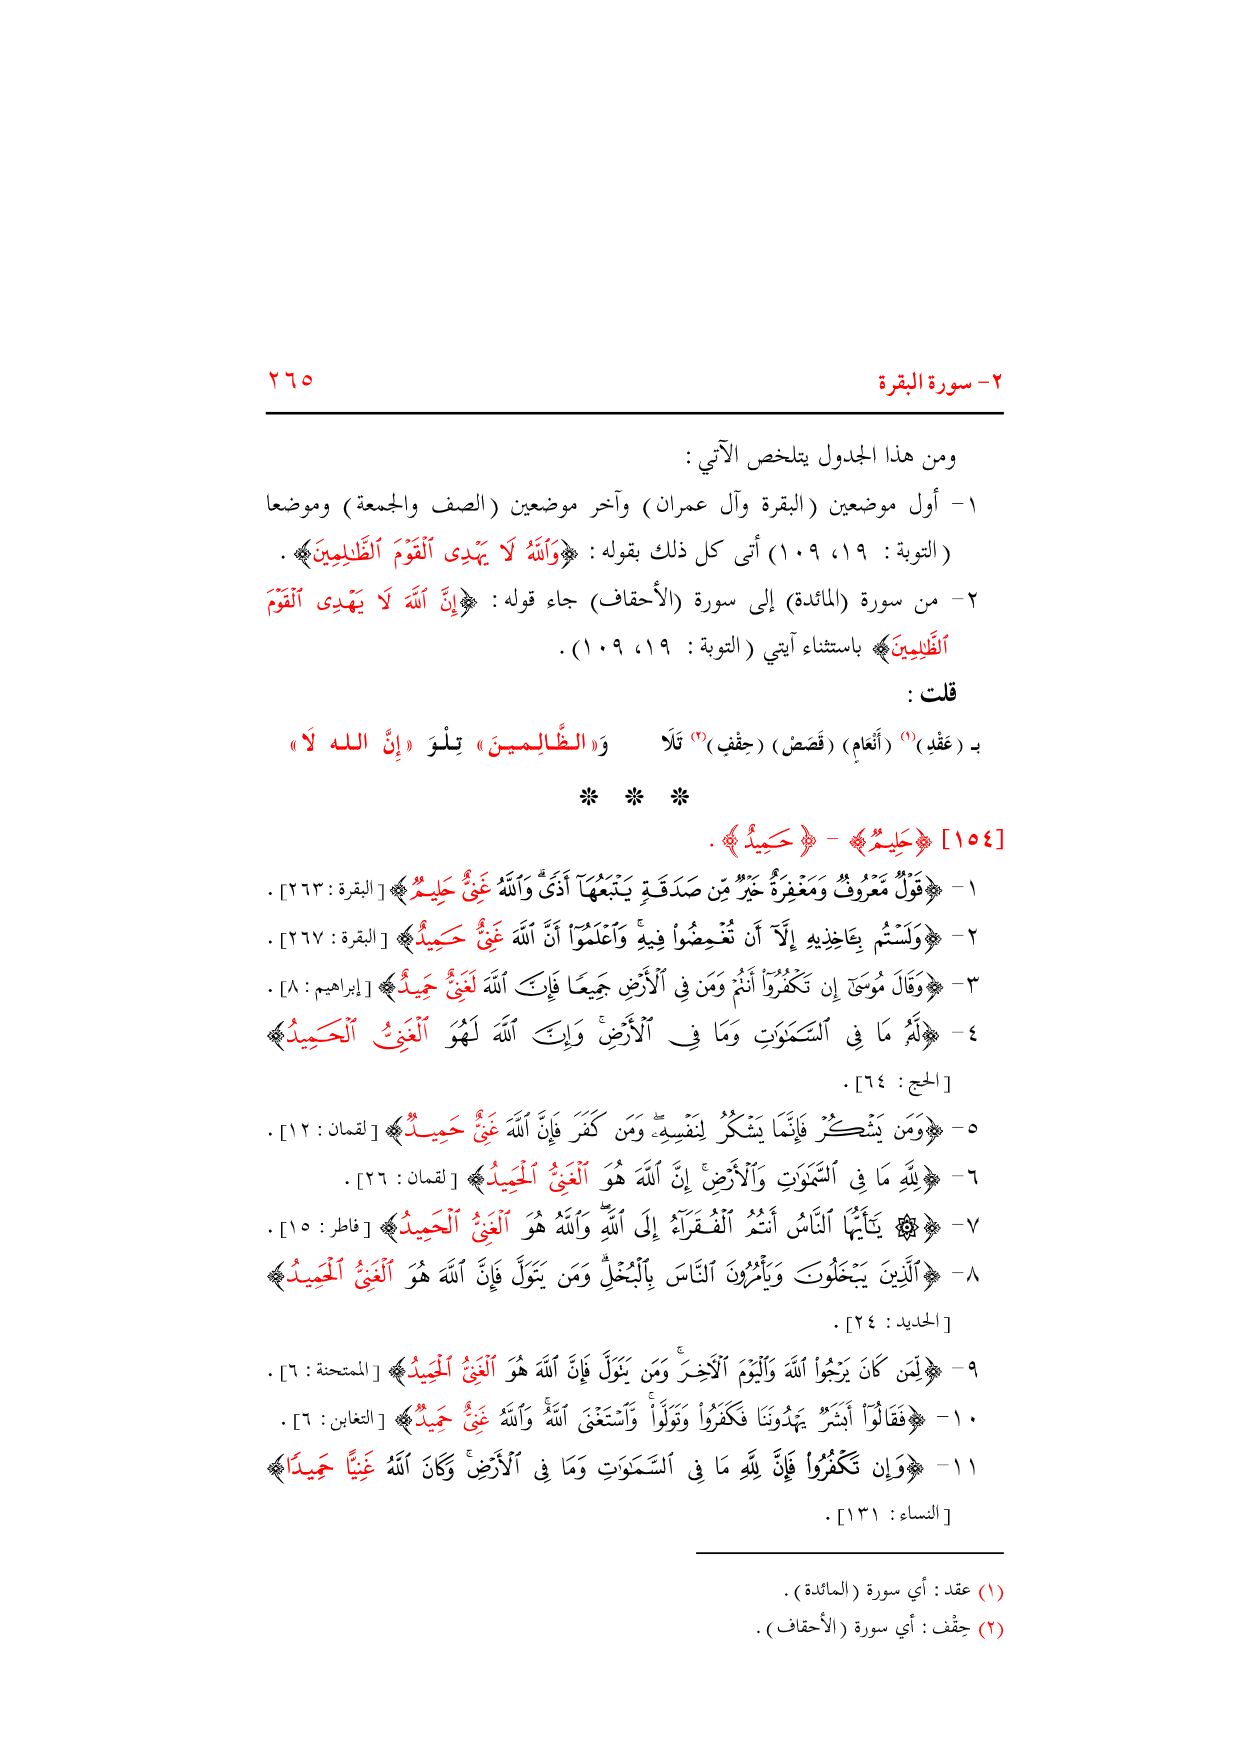 ٢- سورة البقرة ٢٦٥
ومن هذا الجدول يتلخص الآتي :
١- أول موضعين (البقرة وآل عمران) وآخر موضعين (الصف والجمعة) وموضعا
(التوبة : ١٩، ١٠٩) أتى كل ذلك بقوله : ﴿وَٱللَّهُ لَا يَهْدِى ٱلْقَوْمَ ٱلظَّٰلِمِينَ﴾ .
٢- من سورة (المائدة) إلى سورة (الأحقاف) جاء قوله : ﴿إِنَّ ٱللَّهَ لَا يَهْدِى ٱلْقَوْمَ
ٱلظَّٰلِمِينَ﴾ باستثناء آيتي (التوبة : ١٩، ١٠٩) .
قلت :
بـ (عَقْدِ)(١) (أَنْعَامٍ) (قَصَصْ) (حِقْفٍ)(٢) تَلَا وَ«الـظَّـالِـمـيـنَ» تِـلْـوَ «إِنَّ الـلـه لَا»
❊ ❊ ❊
[١٥٤] ﴿حَلِيمٌ﴾ - ﴿حَمِيدٌ﴾ .
١- ﴿قَوْلٌ مَّعْرُوفٌ وَمَغْفِرَةٌ خَيْرٌ مِّن صَدَقَةٍ يَتْبَعُهَآ أَذًى ۗ وَٱللَّهُ غَنِىٌّ حَلِيمٌ﴾ [البقرة : ٢٦٣] .
٢- ﴿وَلَسْتُم بِـَٔاخِذِيهِ إِلَّآ أَن تُغْمِضُوا۟ فِيهِ ۚ وَٱعْلَمُوٓا۟ أَنَّ ٱللَّهَ غَنِىٌّ حَمِيدٌ﴾ [البقرة : ٢٦٧] .
٣- ﴿وَقَالَ مُوسَىٰٓ إِن تَكْفُرُوٓا۟ أَنتُمْ وَمَن فِى ٱلْأَرْضِ جَمِيعًا فَإِنَّ ٱللَّهَ لَغَنِىٌّ حَمِيدٌ﴾ [إبراهيم : ٨] .
٤- ﴿لَّهُۥ مَا فِى ٱلسَّمَٰوَٰتِ وَمَا فِى ٱلْأَرْضِ ۗ وَإِنَّ ٱللَّهَ لَهُوَ ٱلْغَنِىُّ ٱلْحَمِيدُ﴾
[الحج : ٦٤] .
٥- ﴿وَمَن يَشْكُرْ فَإِنَّمَا يَشْكُرُ لِنَفْسِهِۦ ۖ وَمَن كَفَرَ فَإِنَّ ٱللَّهَ غَنِىٌّ حَمِيدٌ﴾ [لقمان : ١٢] .
٦- ﴿لِلَّهِ مَا فِى ٱلسَّمَٰوَٰتِ وَٱلْأَرْضِ ۚ إِنَّ ٱللَّهَ هُوَ ٱلْغَنِىُّ ٱلْحَمِيدُ﴾ [لقمان : ٢٦] .
٧- ﴿۞ يَٰٓأَيُّهَا ٱلنَّاسُ أَنتُمُ ٱلْفُقَرَآءُ إِلَى ٱللَّهِ ۖ وَٱللَّهُ هُوَ ٱلْغَنِىُّ ٱلْحَمِيدُ﴾ [فاطر : ١٥] .
٨- ﴿ٱلَّذِينَ يَبْخَلُونَ وَيَأْمُرُونَ ٱلنَّاسَ بِٱلْبُخْلِ ۗ وَمَن يَتَوَلَّ فَإِنَّ ٱللَّهَ هُوَ ٱلْغَنِىُّ ٱلْحَمِيدُ﴾
[الحديد : ٢٤] .
٩- ﴿لِّمَن كَانَ يَرْجُوا۟ ٱللَّهَ وَٱلْيَوْمَ ٱلْءَاخِرَ ۚ وَمَن يَتَوَلَّ فَإِنَّ ٱللَّهَ هُوَ ٱلْغَنِىُّ ٱلْحَمِيدُ﴾ [الممتحنة : ٦] .
١٠- ﴿فَقَالُوٓا۟ أَبَشَرٌ يَهْدُونَنَا فَكَفَرُوا۟ وَتَوَلَّوا۟ ۚ وَّٱسْتَغْنَى ٱللَّهُ ۚ وَٱللَّهُ غَنِىٌّ حَمِيدٌ﴾ [التغابن : ٦] .
١١- ﴿وَإِن تَكْفُرُوا۟ فَإِنَّ لِلَّهِ مَا فِى ٱلسَّمَٰوَٰتِ وَمَا فِى ٱلْأَرْضِ ۚ وَكَانَ ٱللَّهُ غَنِيًّا حَمِيدًا﴾
[النساء : ١٣١] .
(١) عقد : أي سورة (المائدة) .
(٢) حِقْف : أي سورة (الأحقاف) .